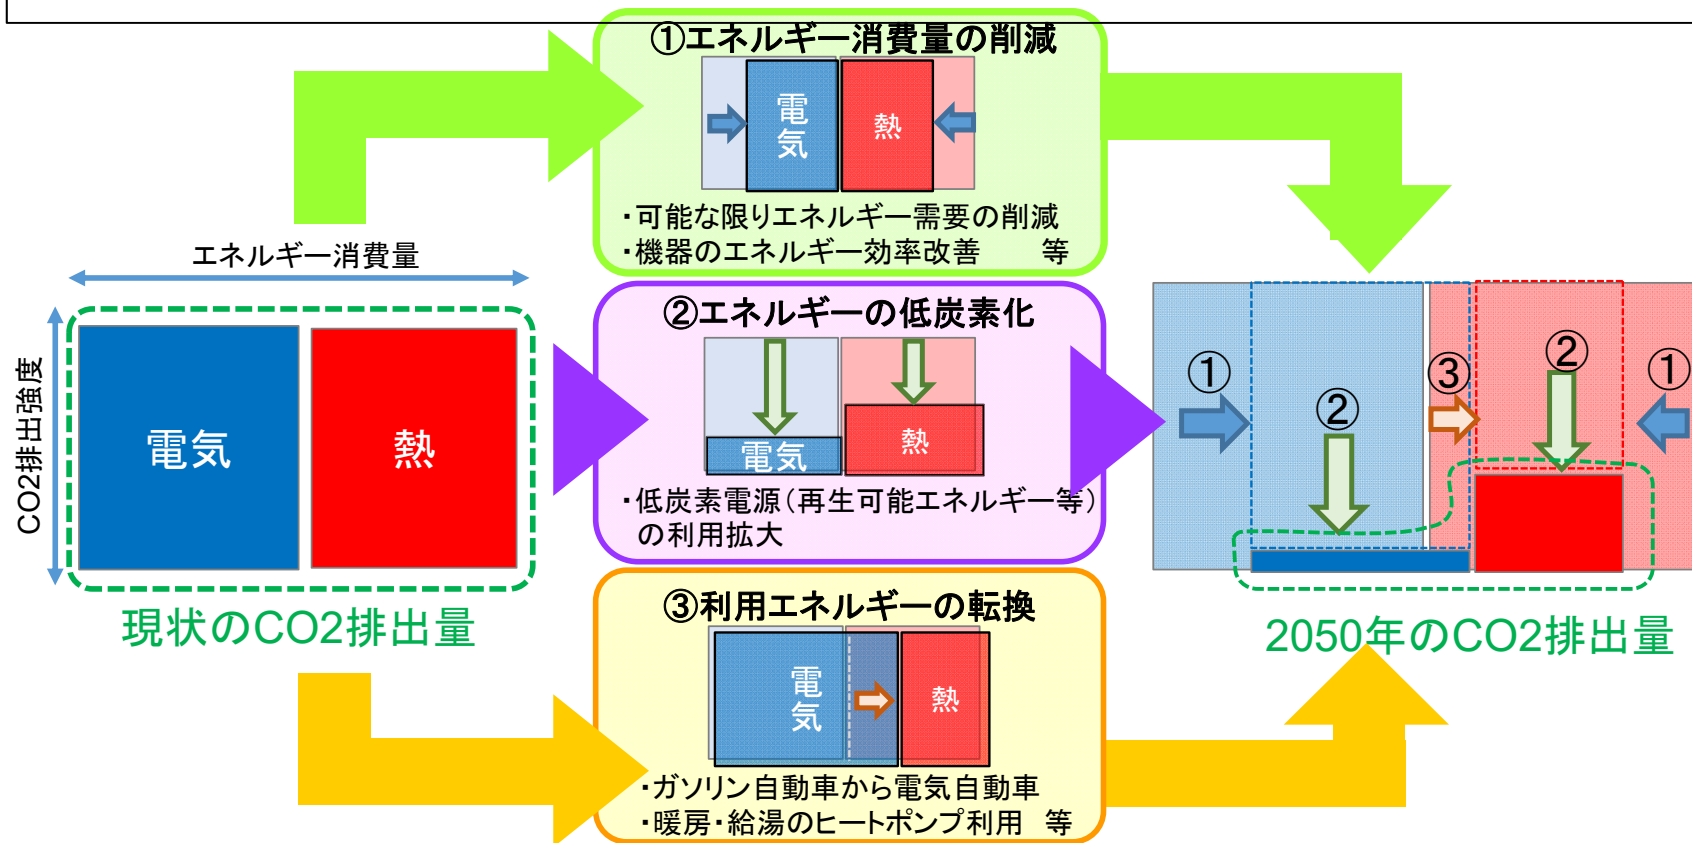 ①エネルギー消費量の削減
電気
熱
・可能な限りエネルギー需要の削減
・機器のエネルギー効率改善　　等
エネルギー消費量
CO2排出強度
電気
熱
現状のCO2排出量
②エネルギーの低炭素化
電気
熱
・低炭素電源(再生可能エネルギー等)
の利用拡大
③利用エネルギーの転換
電気
熱
・ガソリン自動車から電気自動車
・暖房・給湯のヒートポンプ利用　等
①
②
③
②
①
2050年のCO2排出量